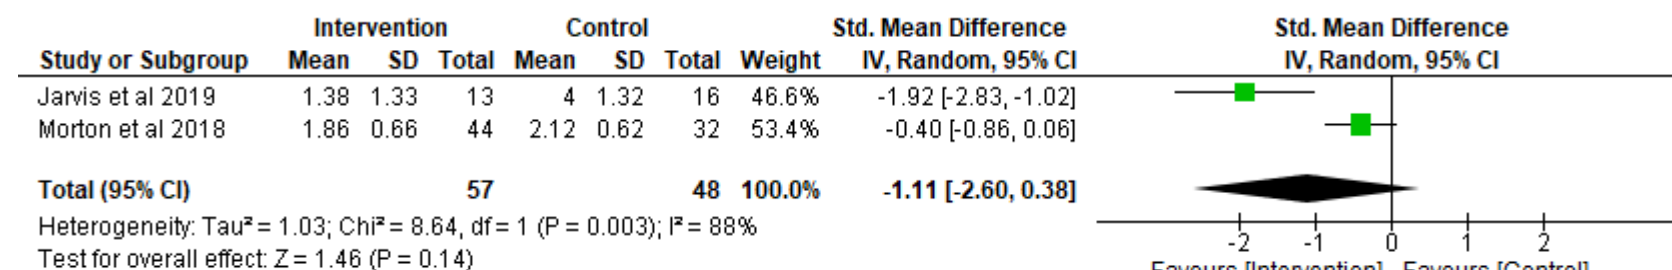 Intervention Control Std. Mean Difference Std. Mean Difference
Study or Subgroup Mean SD Total Mean SD Total Weight IV, Random, 95% CI IV, Random, 95% CI
Jarvis et al 2019 1.38 1.33 13 4 1.32 16 46.6% -1.92 [-2.83, -1.02]
Morton et al 2018 1.86 0.66 44 2.12 0.62 32 53.4% -0.40 [-0.86, 0.06]
Total (95% CI) 57 48 100.0% -1.11 [-2.60, 0.38]
Heterogeneity: Tau² = 1.03; Chi² = 8.64, df = 1 (P = 0.003); I² = 88%
-2 -1 0 1 2
Test for overall effect: Z = 1.46 (P = 0.14)
Favours [Intervention] Favours [Control]